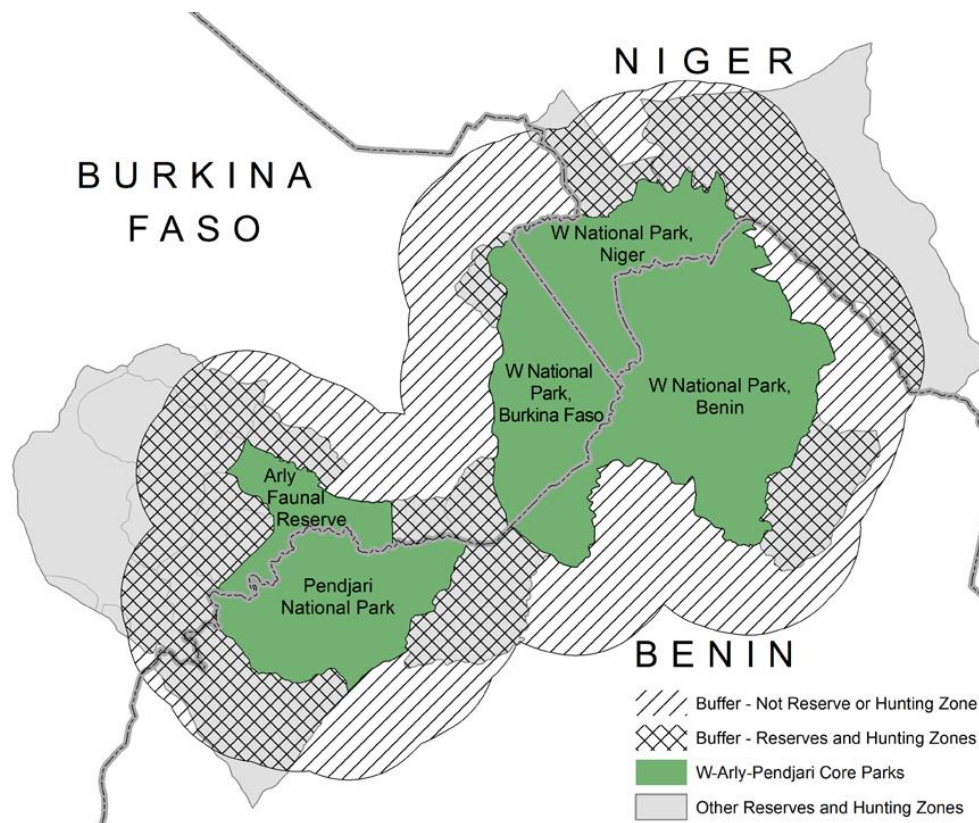 NIGER
BURKINA
FASO
W National Park,
Niger
W National
Park,
Burkina Faso
W National Park,
Benin
Arly
Faunal
Reserve
Pendjari
National Park
BENIN
Buffer - Not Reserve or Hunting Zone
Buffer - Reserves and Hunting Zones
W-Arly-Pendjari Core Parks
Other Reserves and Hunting Zones